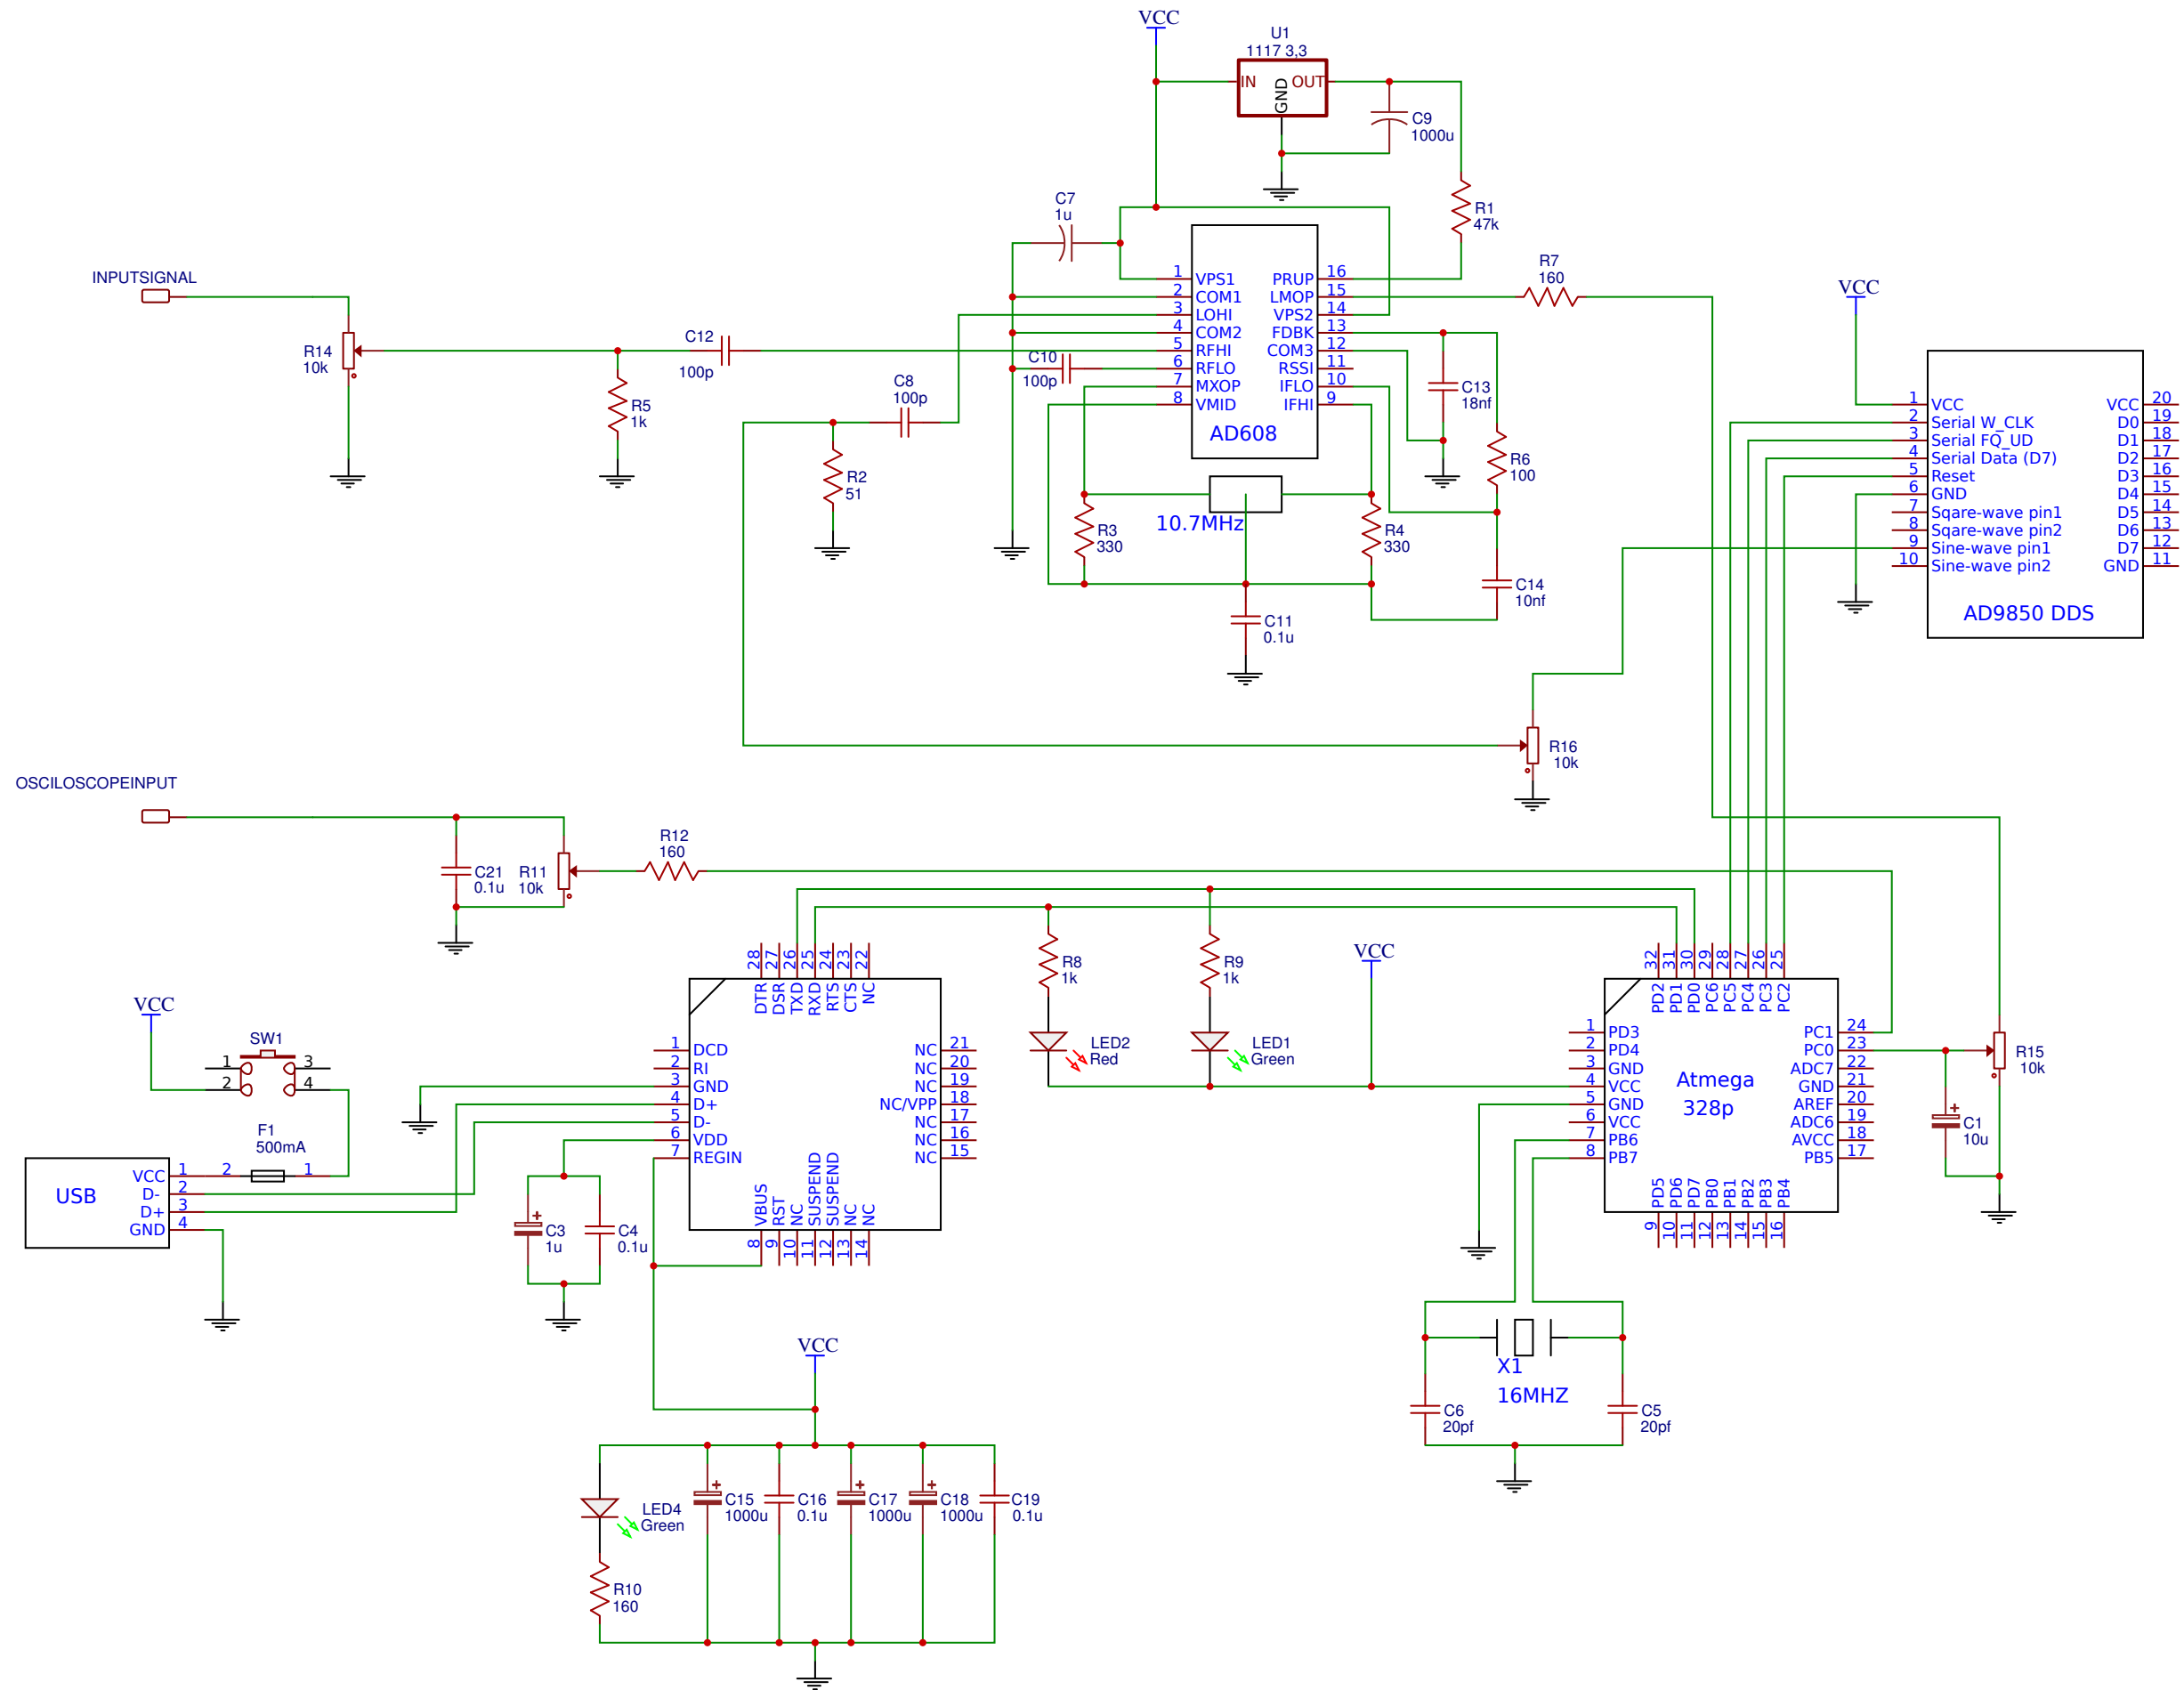 VCC
U1
1117 3,3
IN
GND
OUT
C9
1000u
R1
47k
C7
1u
INPUTSIGNAL
R14
10k
C12
100p
R5
1k
C8
100p
R2
51
C10
100p
1 VPS1
2 COM1
3 LOHI
4 COM2
5 RFHI
6 RFLO
7 MXOP
8 VMID
PRUP 16
LMOP 15
VPS2 14
FDBK 13
COM3 12
RSSI 11
IFLO 10
IFHI 9
AD608
R7
160
C13
18nf
R6
100
10.7MHz
R3
330
R4
330
C11
0.1u
C14
10nf
VCC
1 VCC
2 Serial W_CLK
3 Serial FQ_UD
4 Serial Data (D7)
5 Reset
6 GND
7 Sqare-wave pin1
8 Sqare-wave pin2
9 Sine-wave pin1
10 Sine-wave pin2
VCC 20
D0 19
D1 18
D2 17
D3 16
D4 15
D5 14
D6 13
D7 12
GND 11
AD9850 DDS
R16
10k
OSCILOSCOPEINPUT
C21
0.1u
R11
10k
R12
160
VCC
SW1
1
2
3
4
F1
500mA
2
1
USB
VCC 1
D- 2
D+ 3
GND 4
C3
1u
C4
0.1u
28 DTR
27 DSR
26 TXD
25 RXD
24 RTS
23 CTS
22 NC
1 DCD
2 RI
3 GND
4 D+
5 D-
6 VDD
7 REGIN
NC 21
NC 20
NC 19
NC/VPP 18
NC 17
NC 16
NC 15
VBUS 8
RST 9
NC 10
SUSPEND 11
SUSPEND 12
NC 13
NC 14
R8
1k
LED2
Red
R9
1k
LED1
Green
VCC
32 PD2
31 PD1
30 PD0
29 PC6
28 PC5
27 PC4
26 PC3
25 PC2
1 PD3
2 PD4
3 GND
4 VCC
5 GND
6 VCC
7 PB6
8 PB7
Atmega
328p
PC1 24
PC0 23
ADC7 22
GND 21
AREF 20
ADC6 19
AVCC 18
PB5 17
PD5 9
PD6 10
PD7 11
PB0 12
PB1 13
PB2 14
PB3 15
PB4 16
R15
10k
C1
10u
X1
16MHZ
C6
20pf
C5
20pf
VCC
LED4
Green
R10
160
C15
1000u
C16
0.1u
C17
1000u
C18
1000u
C19
0.1u